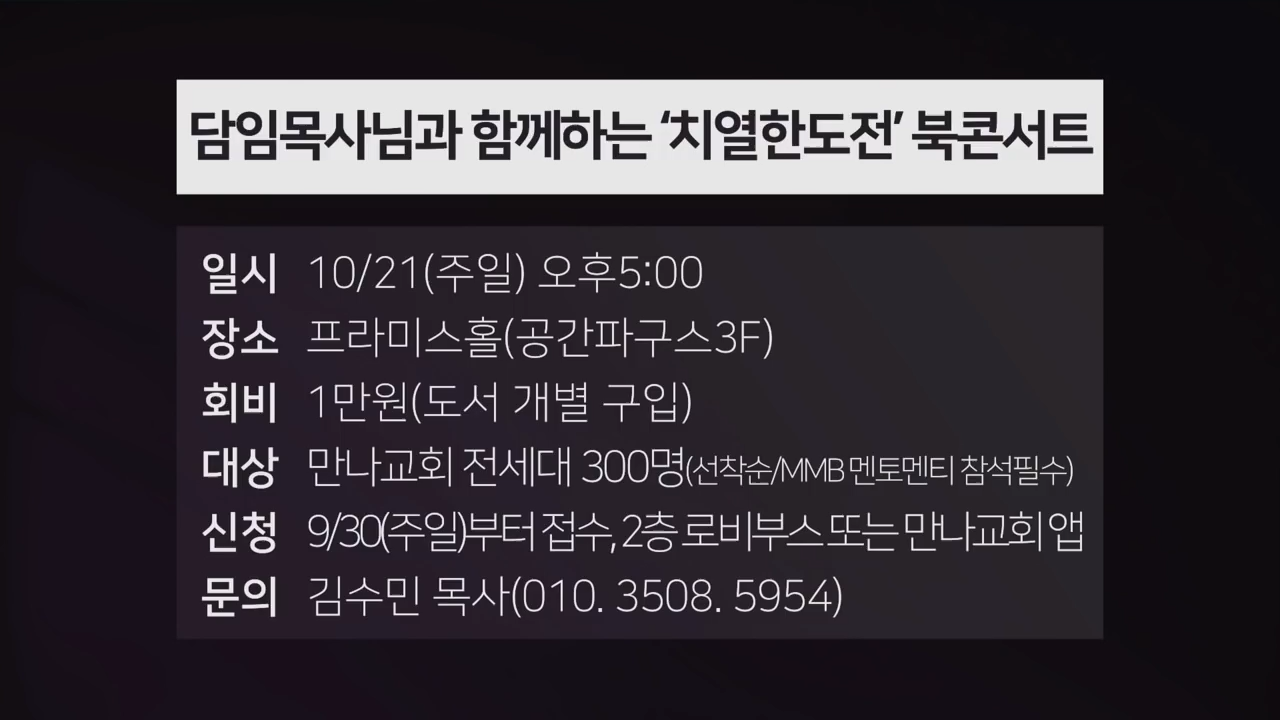 담임목사님과 함께하는 ‘치열한도전’ 북콘서트
일시 10/21(주일) 오후5:00
장소 프라미스홀(공간파구스3F)
회비 1만원(도서 개별 구입)
대상 만나교회 전세대 300명(선착순/MMB 멘토멘티 참석필수)
신청 9/30(주일)부터 접수, 2층 로비부스 또는 만나교회 앱
문의 김수민 목사(010. 3508. 5954)